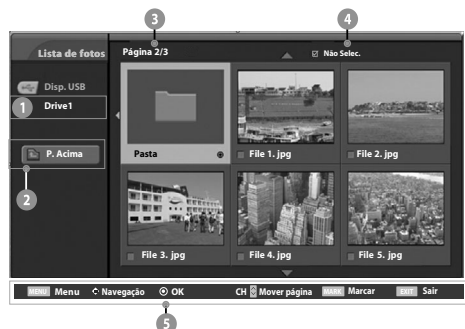 3
4
Lista de fotos
Página 2/3
Não Selec.
Disp. USB
1
Drive1
P. Acima
2
Pasta
File 1. jpg
File 2. jpg
File 3. jpg
File 4. jpg
File 5. jpg
MENU Menu Navegação OK CH Mover página MARK Marcar EXIT Sair
5